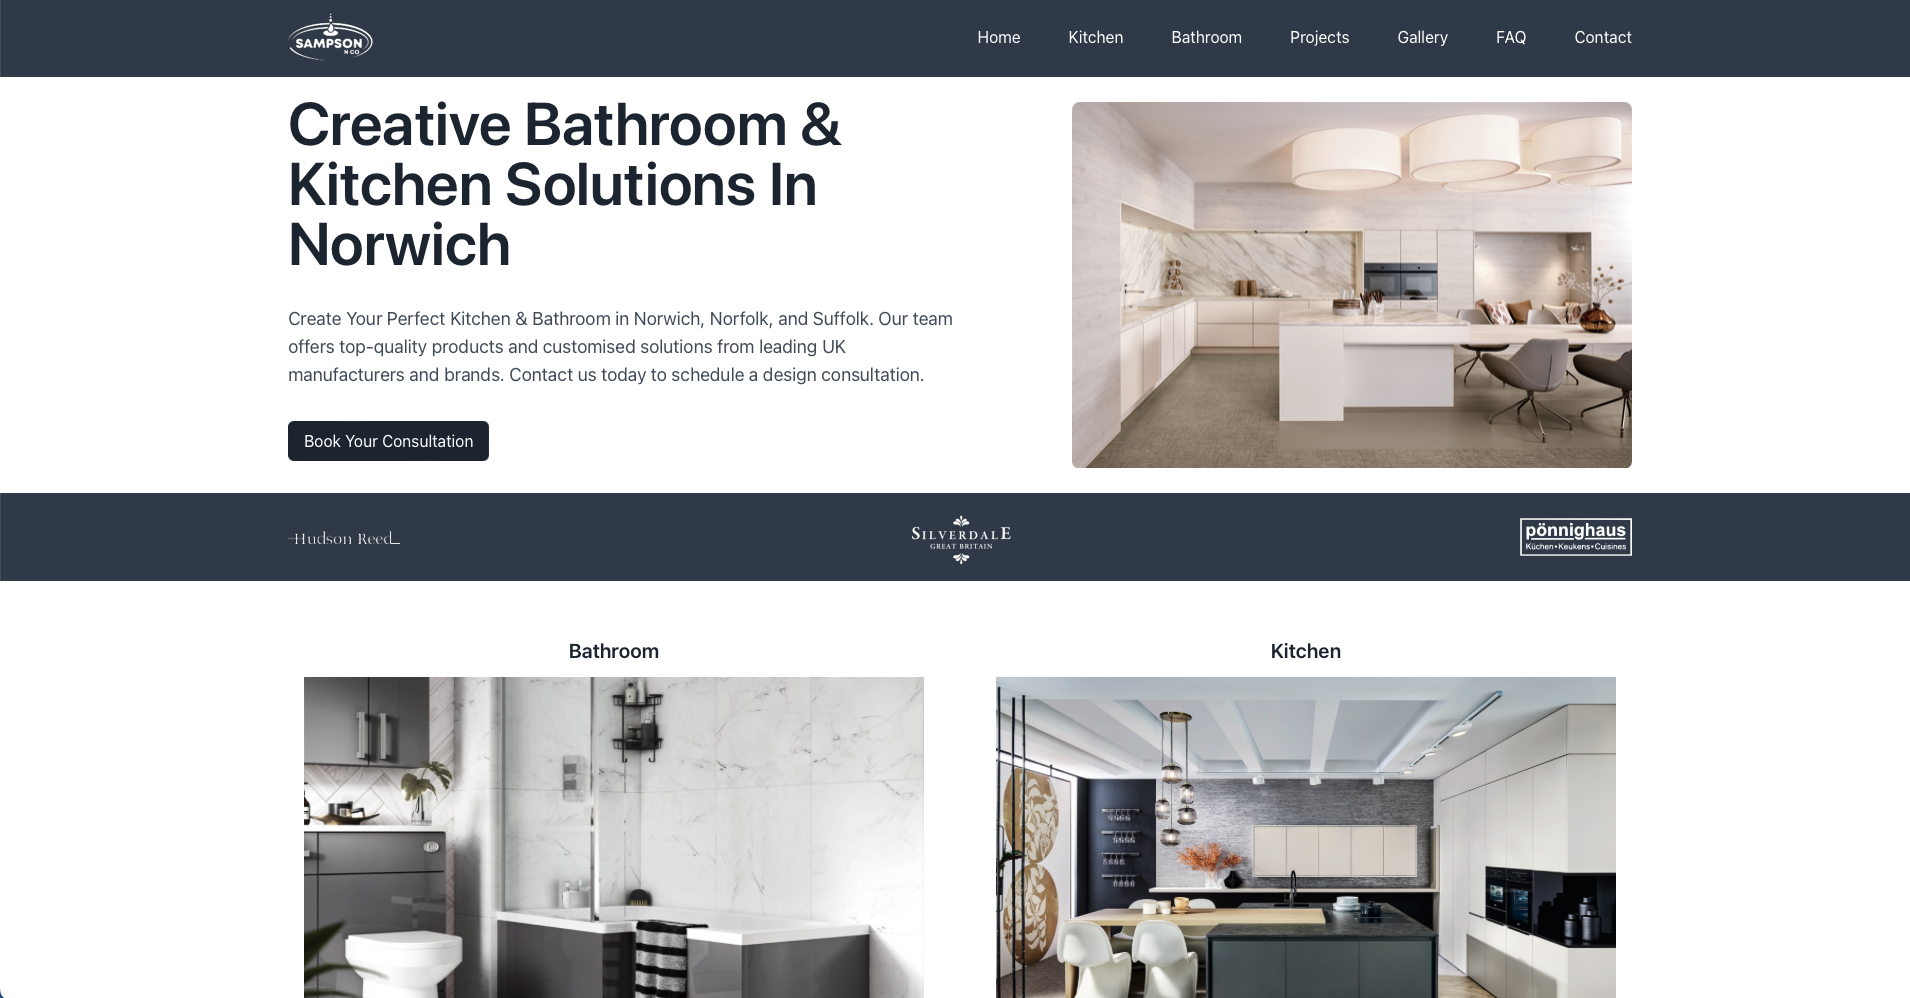 SAMPSON
N CO
Home Kitchen Bathroom Projects Gallery FAQ Contact
Creative Bathroom &
Kitchen Solutions In
Norwich
Create Your Perfect Kitchen & Bathroom in Norwich, Norfolk, and Suffolk. Our team
offers top-quality products and customised solutions from leading UK
manufacturers and brands. Contact us today to schedule a design consultation.
Book Your Consultation
Hudson Reed
SILVERDALE
GREAT BRITAIN
pönnighaus
Küchen•Keukens•Cuisines
Bathroom
Kitchen